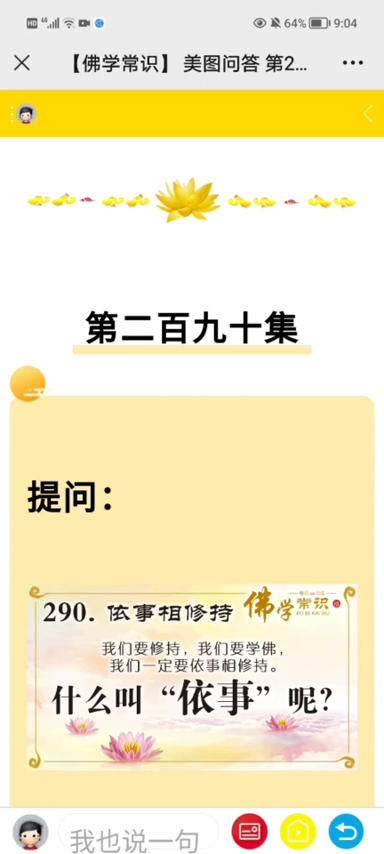 HD 64% 9:04
【佛学常识】 美图问答 第2...
第二百九十集
提问：
290. 依事相修持 佛学常识
我们要修持，我们要学佛，
我们一定要依事相修持。
什么叫“依事”呢?
我也说一句